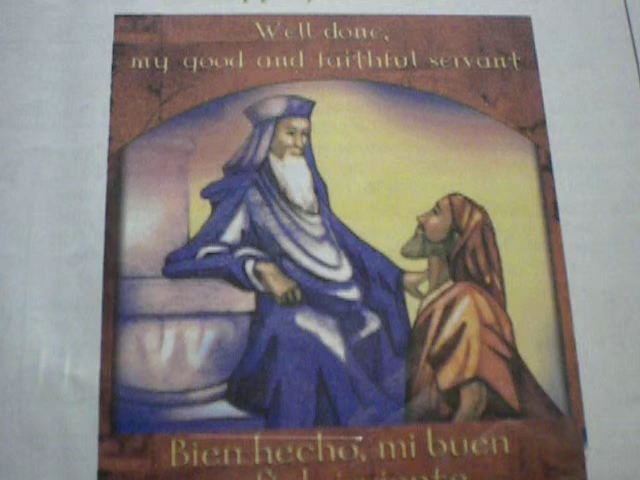 Well done,
my good and faithful servant
Bien hecho, mi buen